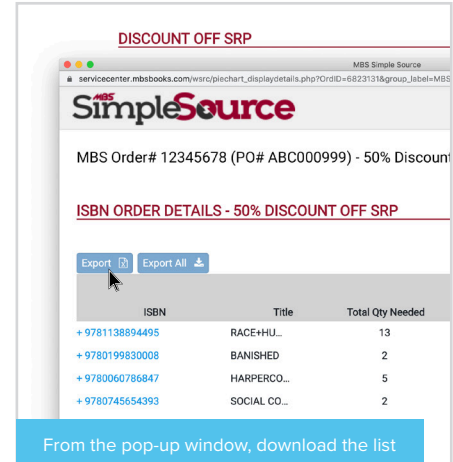 DISCOUNT OFF SRP
MBS Simple Source
servicecenter.mbsbooks.com/wsrc/piechart_displaydetails.php?OrdID=6823131&group_label=MBS
MBS SimpleSource
MBS Order# 12345678 (PO# ABC000999) - 50% Discount
ISBN ORDER DETAILS - 50% DISCOUNT OFF SRP
Export Export All
ISBN Title Total Qty Needed
+ 9781138894495 RACE+HU... 13
+ 9780199830008 BANISHED 2
+ 9780060786847 HARPERCO... 5
+ 9780745654393 SOCIAL CO... 2
From the pop-up window, download the list